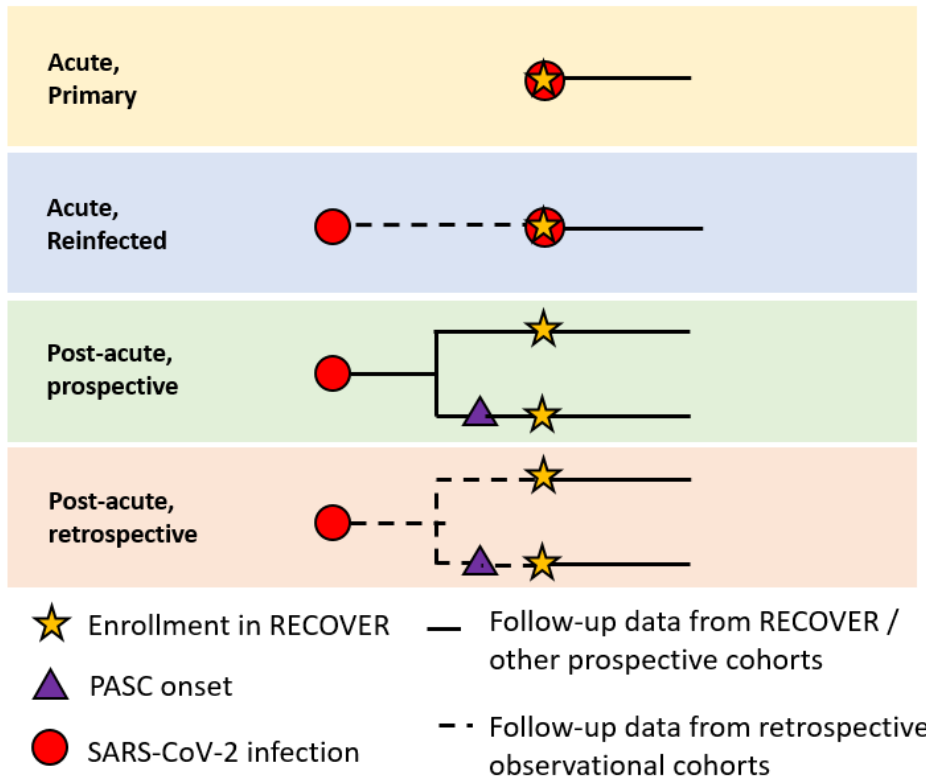 Acute,
Primary
Acute,
Reinfected
Post-acute,
prospective
Post-acute,
retrospective
Enrollment in RECOVER
PASC onset
SARS-CoV-2 infection
Follow-up data from RECOVER /
other prospective cohorts
Follow-up data from retrospective
observational cohorts